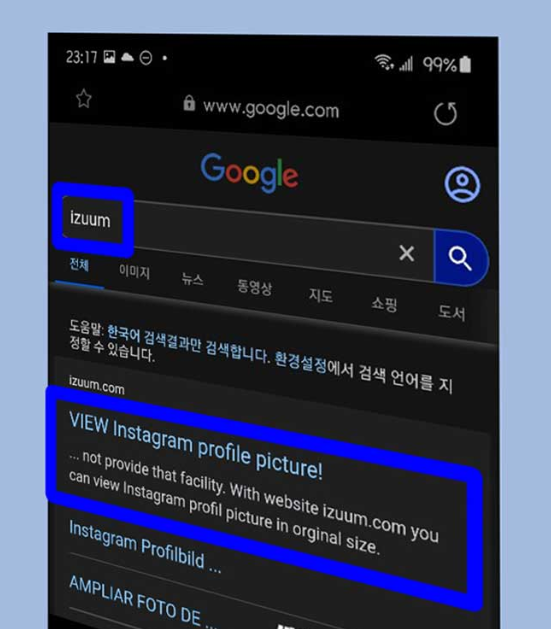 23:17
99%
www.google.com
Google
izuum
전체 이미지 뉴스 동영상 지도 쇼핑 도서
도움말: 한국어 검색결과만 검색합니다. 환경설정에서 검색 언어를 지
정할 수 있습니다.
izuum.com
VIEW Instagram profile picture!
... not provide that facility. With website izuum.com you
can view Instagram profil picture in orginal size.
Instagram Profilbild ...
AMPLIAR FOTO DE ...